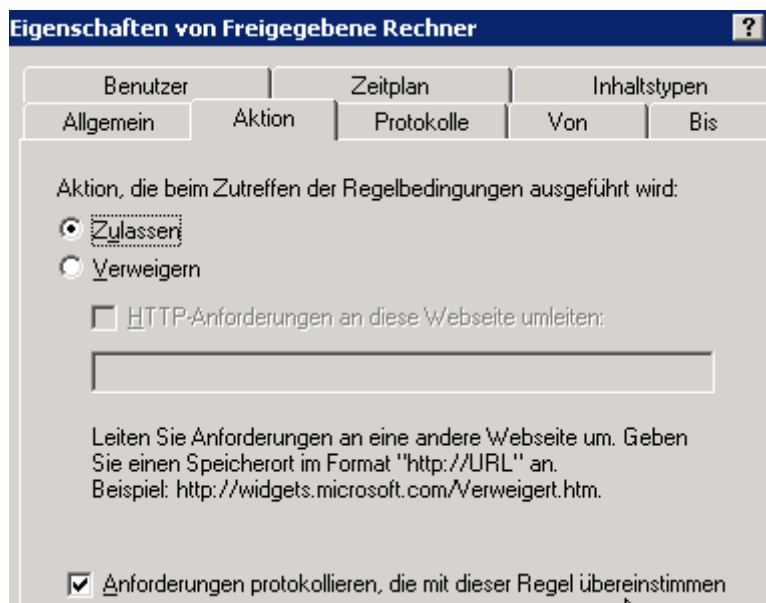 Eigenschaften von Freigegebene Rechner ?
Benutzer Zeitplan Inhaltstypen
Allgemein Aktion Protokolle Von Bis
Aktion, die beim Zutreffen der Regelbedingungen ausgeführt wird:
Zulassen
Verweigern
HTTP-Anforderungen an diese Webseite umleiten:
Leiten Sie Anforderungen an eine andere Webseite um. Geben
Sie einen Speicherort im Format "http://URL" an.
Beispiel: http://widgets.microsoft.com/Verweigert.htm.
Anforderungen protokollieren, die mit dieser Regel übereinstimmen